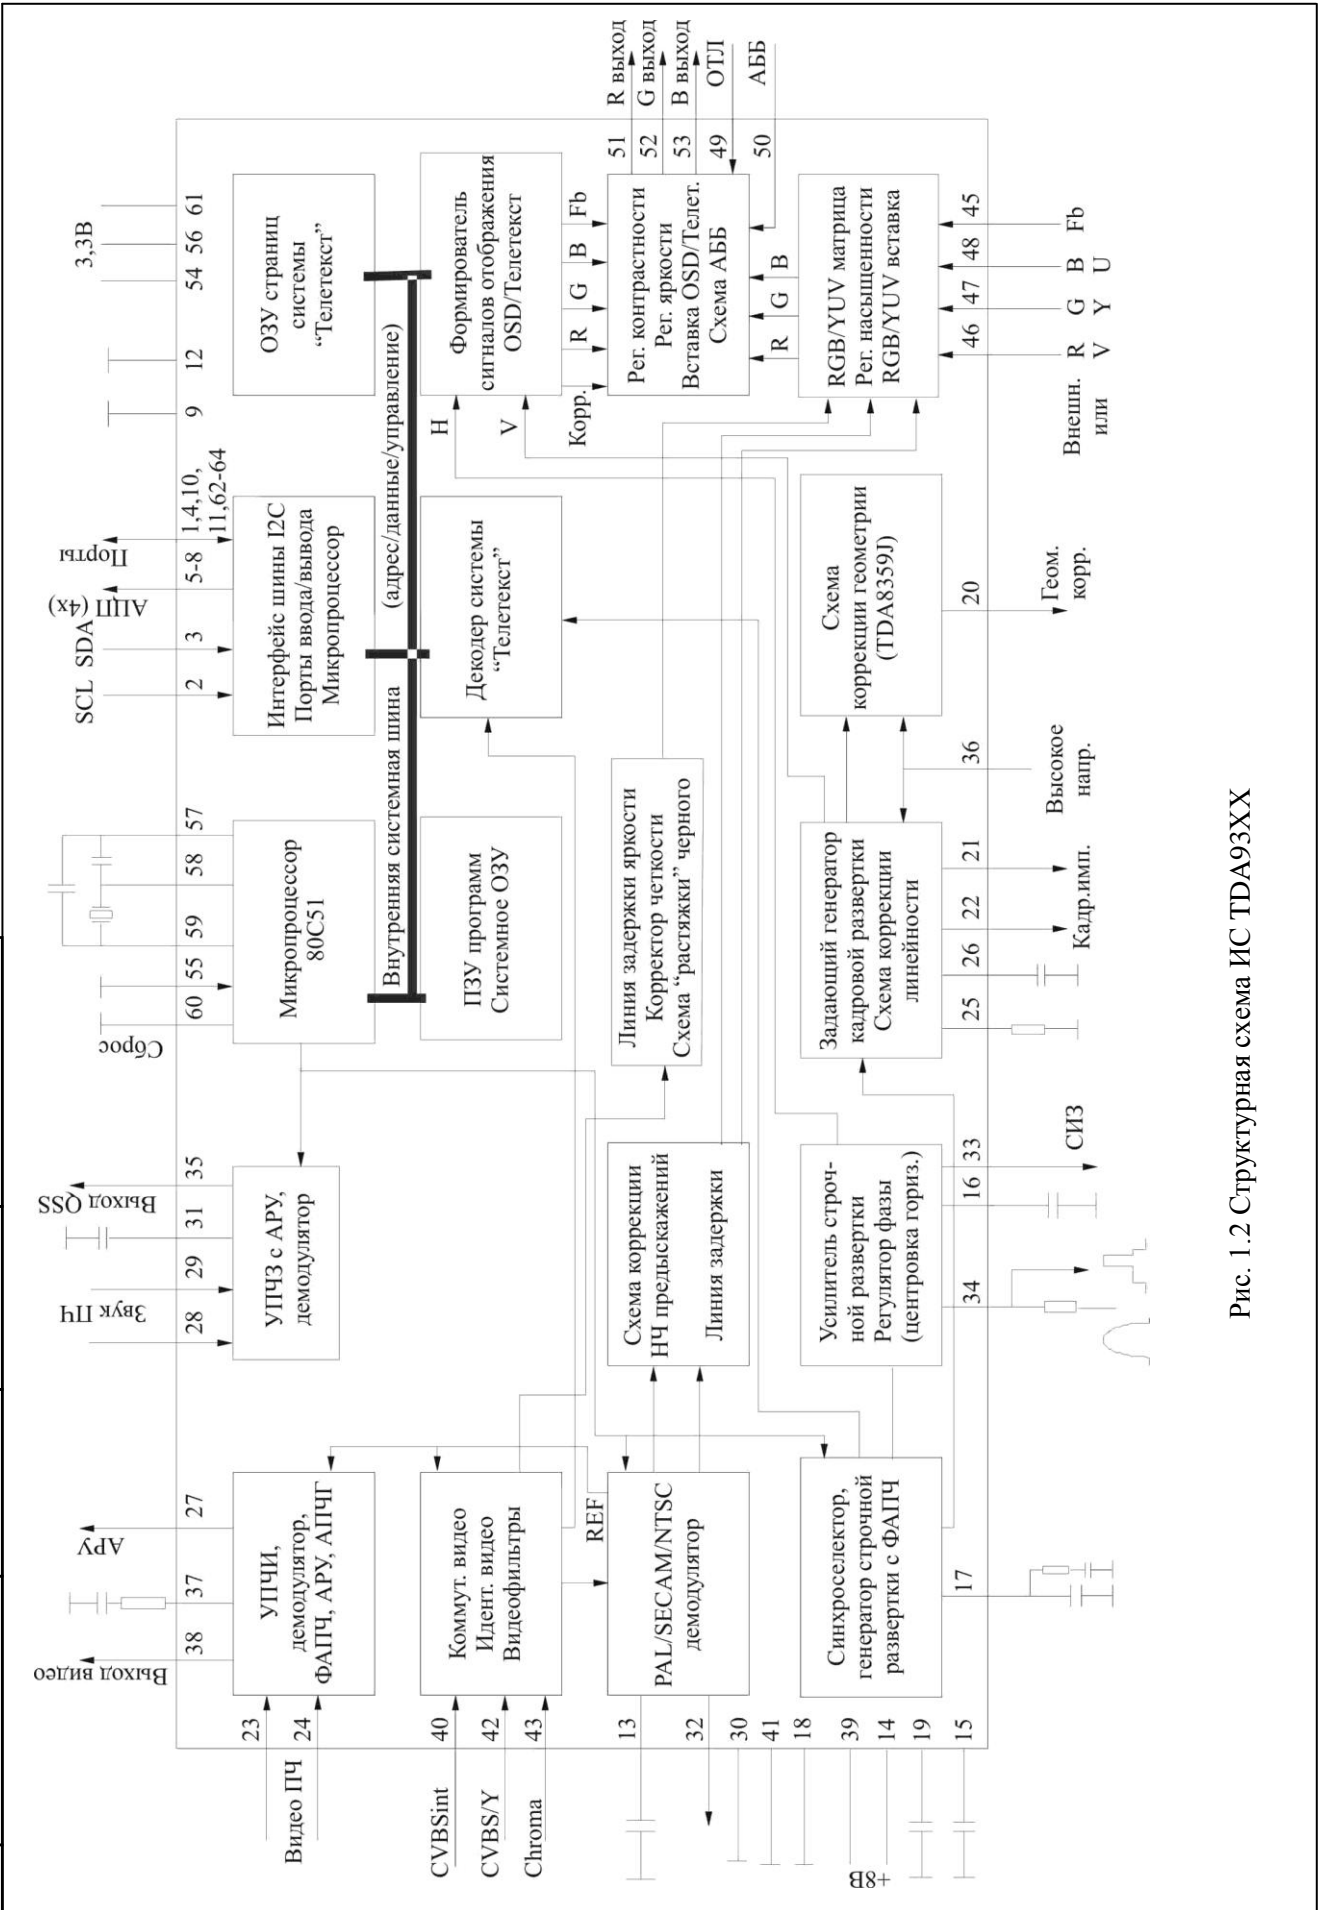 3,3В
Сброс
SCL SDA
АЦП (4x)
Порты
60 55 59 58 57
2 3 5-8 1,4,10,
11,62-64
9 12 54 56 61
Выход видео
АРУ
Звук ПЧ
Выход QSS
38 37 27
28 29 31 35
23
24
Видео ПЧ
УПЧИ,
демодулятор,
ФАПЧ, АРУ, АПЧГ
УПЧЗ с АРУ,
демодулятор
Микропроцессор
80С51
Интерфейс шины I2C
Порты ввода/вывода
Микропроцессор
ОЗУ страниц
системы
“Телетекст”
Внутренняя системная шина
(адрес/данные/управление)
CVBSint
CVBS/Y
Chroma
40
42
43
Коммут. видео
Идент. видео
Видеофильтры
REF
ПЗУ программ
Системное ОЗУ
Декодер системы
“Телетекст”
H
V
Формирователь
сигналов отображения
OSD/Телетекст
Корр. R G B Fb
13
32
30
41
18
39
14
19
15
+8В
PAL/SECAM/NTSC
демодулятор
Схема коррекции
НЧ предыскажений
Линия задержки
Линия задержки яркости
Корректор четкости
Схема “растяжки” черного
Рег. контрастности
Рег. яркости
Вставка OSD/Телет.
Схема АББ
51
52
53
49
50
R выход
G выход
B выход
ОТЛ
АББ
R G B
Синхроселектор,
генератор строчной
развертки с ФАПЧ
Усилитель строч-
ной развертки
Регулятор фазы
(центровка гориз.)
Задающий генератор
кадровой развертки
Схема коррекции
линейности
Схема
коррекции геометрии
(TDA8359J)
RGB/YUV матрица
Рег. насыщенности
RGB/YUV вставка
17 34 16 33 25 26 22 21 36 20 46 47 48 45
СИЗ
Кадр.имп.
Высокое
напр.
Геом.
корр.
Внешн. R G B Fb
или V Y U
Рис. 1.2 Структурная схема ИС TDA93XX